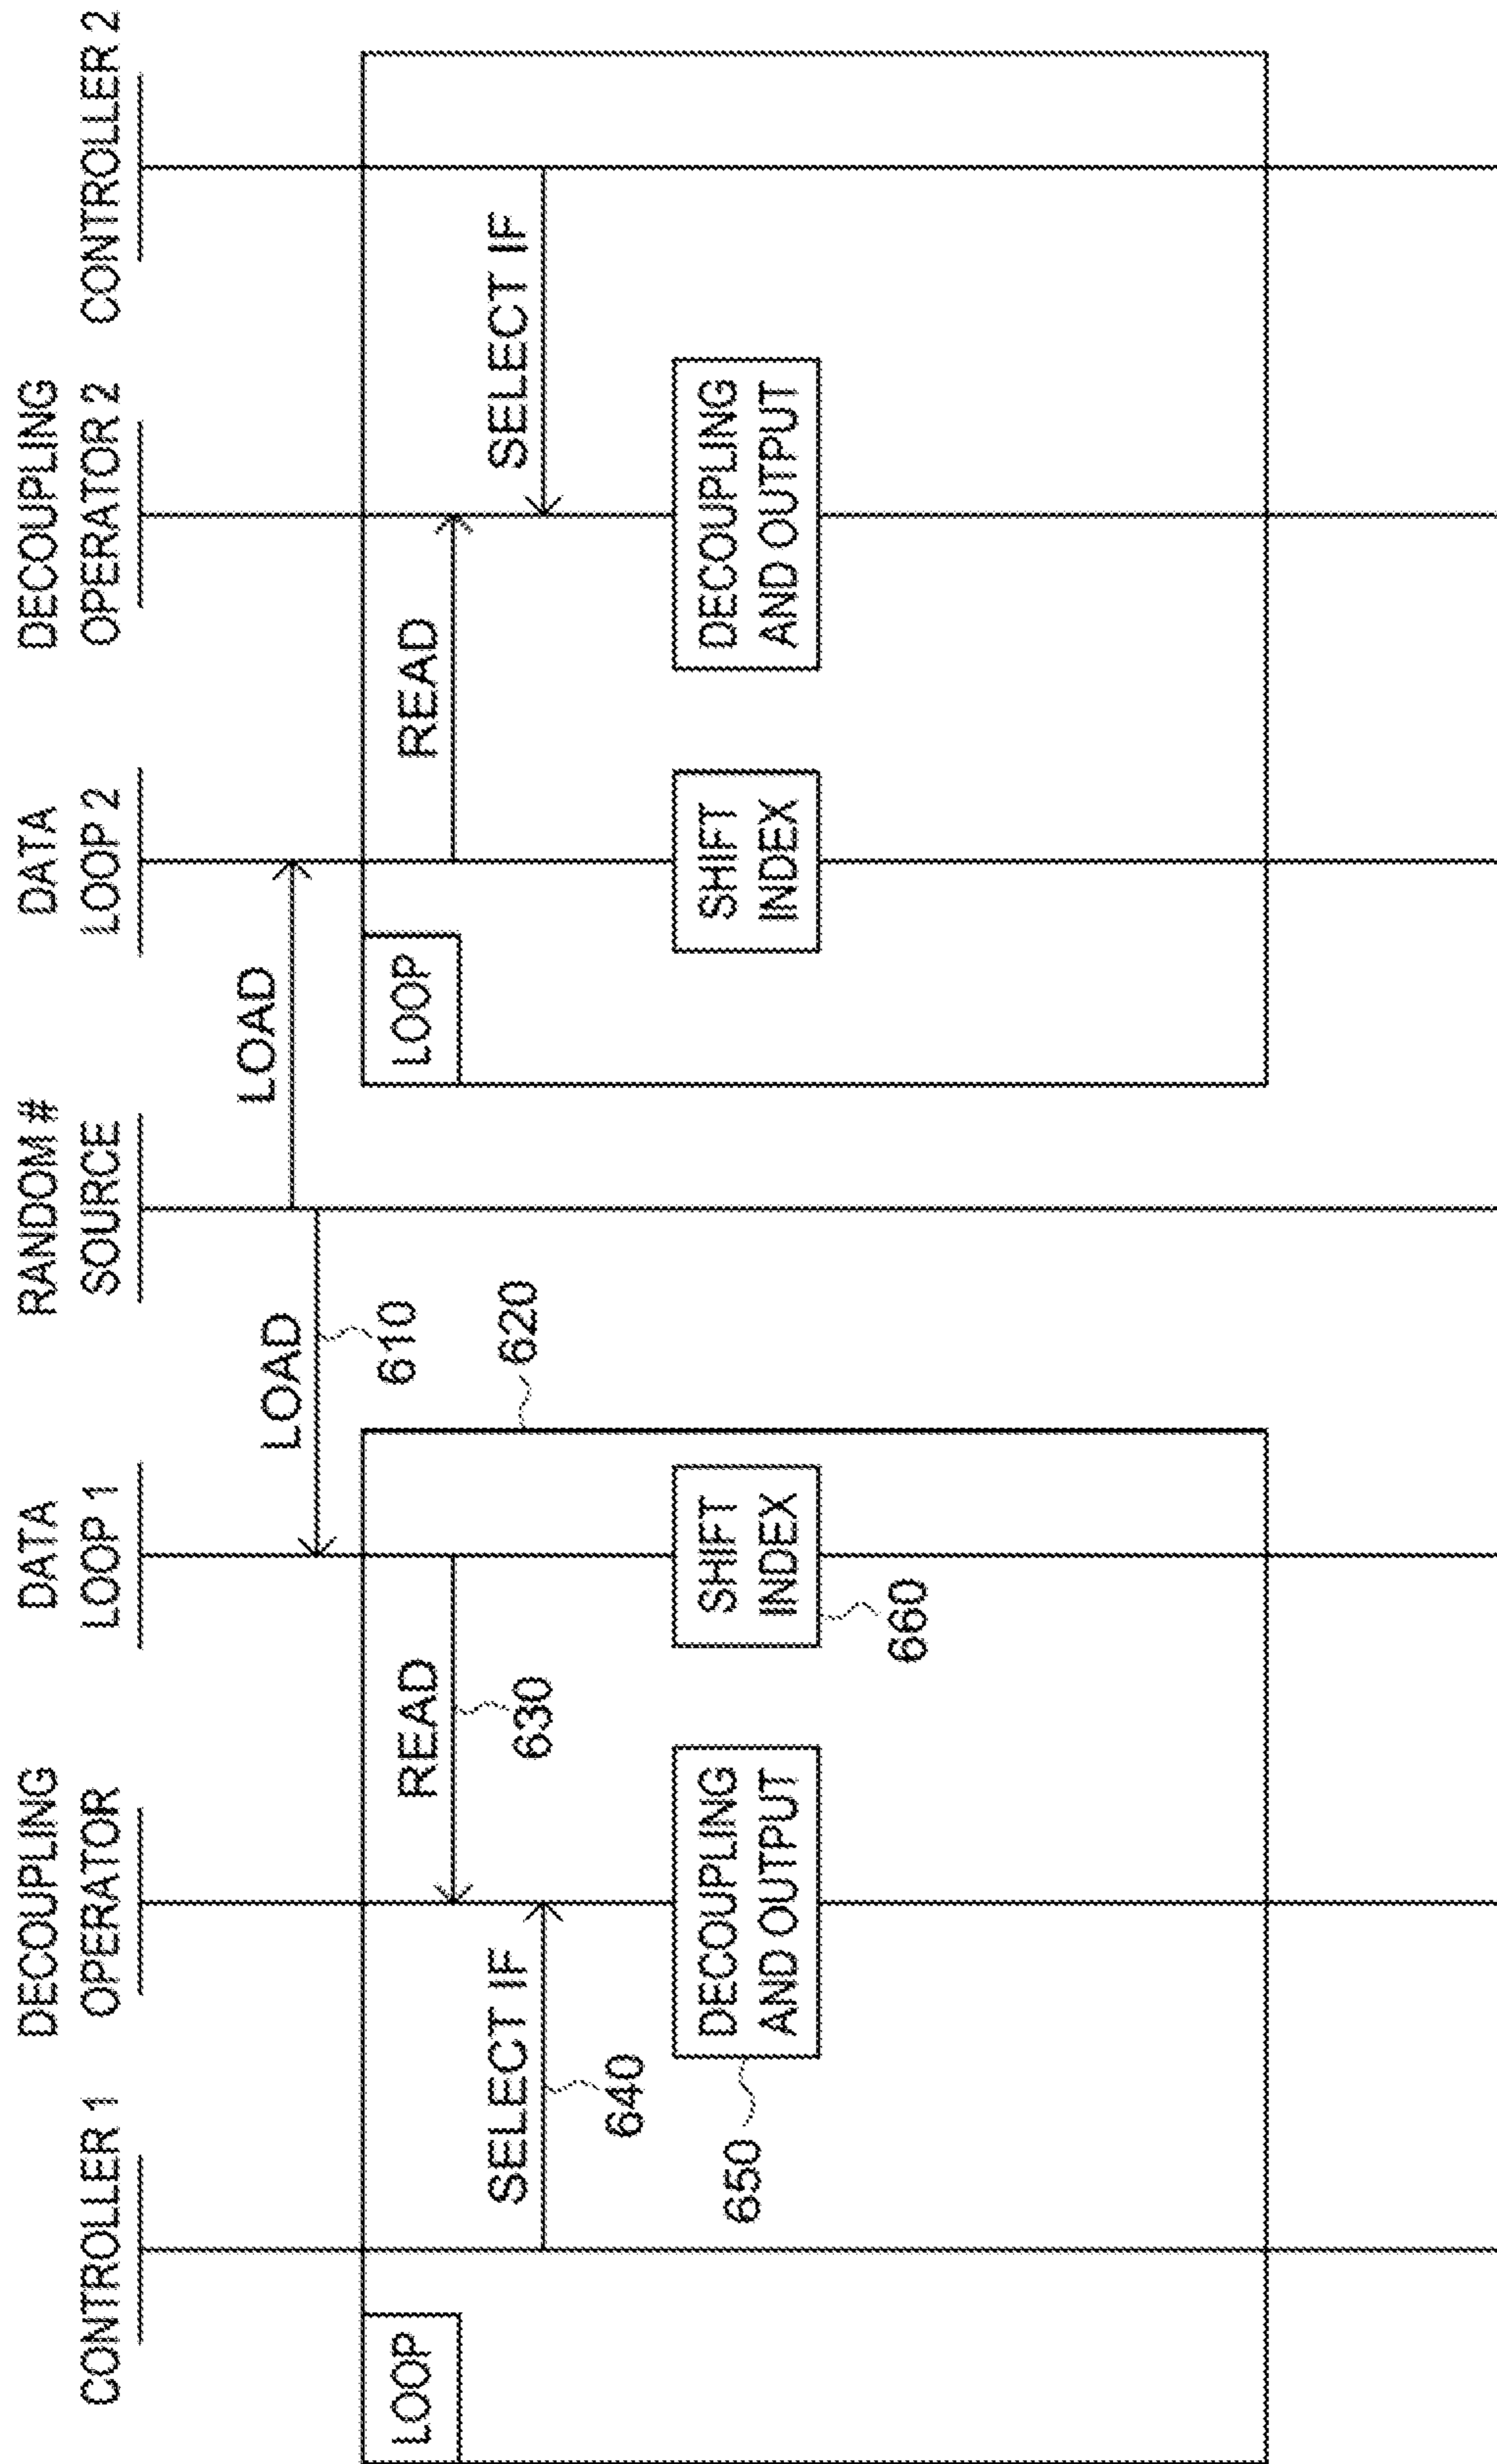 CONTROLLER 1
DECOUPLING
OPERATOR
DATA
LOOP 1
RANDOM #
SOURCE
DATA
LOOP 2
DECOUPLING
OPERATOR 2
CONTROLLER 2
LOAD
LOAD
610
LOOP
620
LOOP
READ
630
READ
SELECT IF
640
SELECT IF
DECOUPLING
AND OUTPUT
650
SHIFT
INDEX
660
SHIFT
INDEX
DECOUPLING
AND OUTPUT